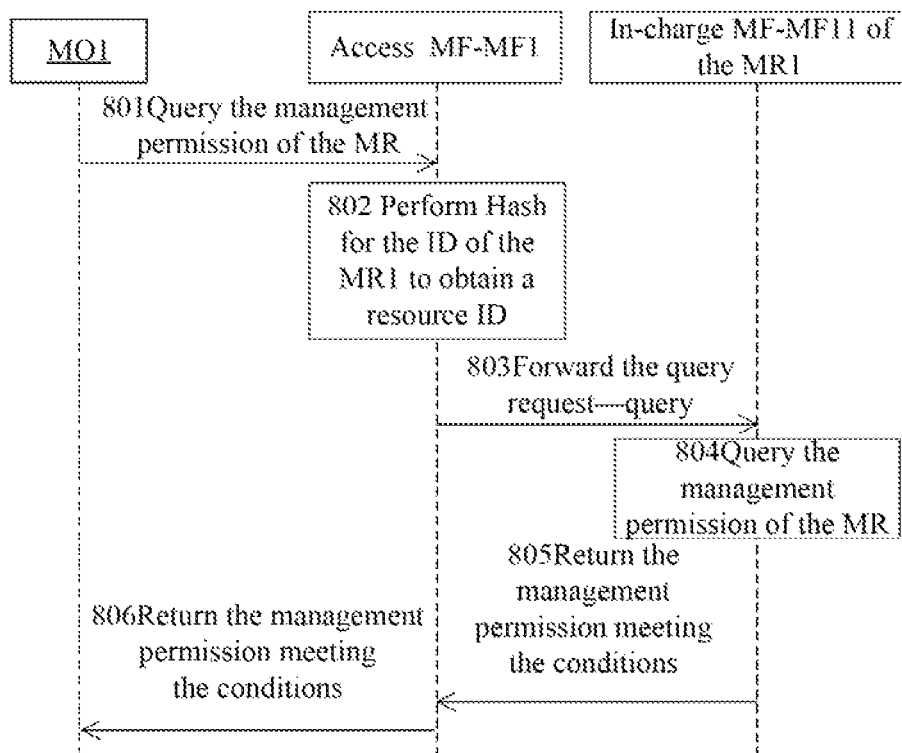 MO1
Access MF-MF1
In-charge MF-MF11 of
the MR1
801Query the management
permission of the MR
802 Perform Hash
for the ID of the
MR1 to obtain a
resource ID
803Forward the query
request—query
804Query the
management
permission of the MR
805Return the
management
permission meeting
the conditions
806Return the management
permission meeting
the conditions